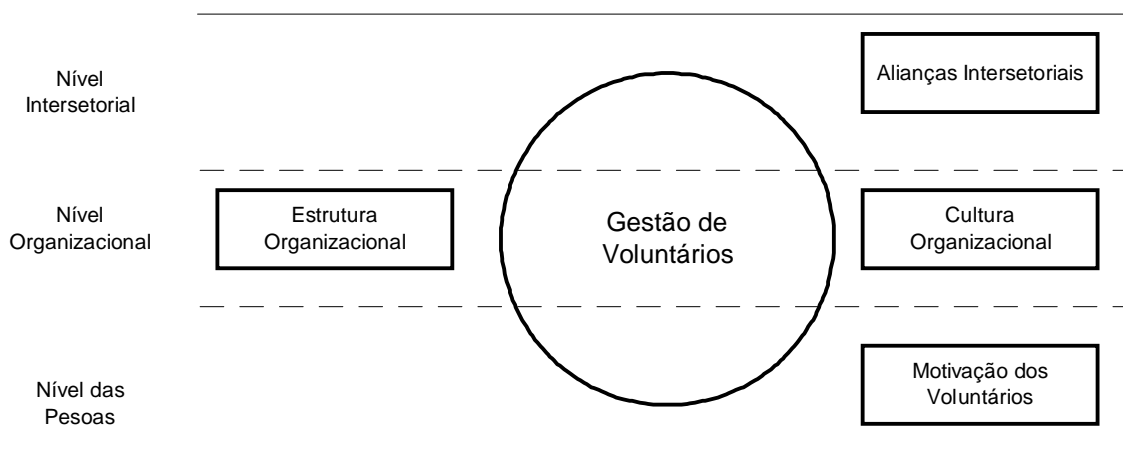 Nível
Intersetorial
Alianças Intersetoriais
Nível
Organizacional
Estrutura
Organizacional
Gestão de
Voluntários
Cultura
Organizacional
Nível das
Pesoas
Motivação dos
Voluntários